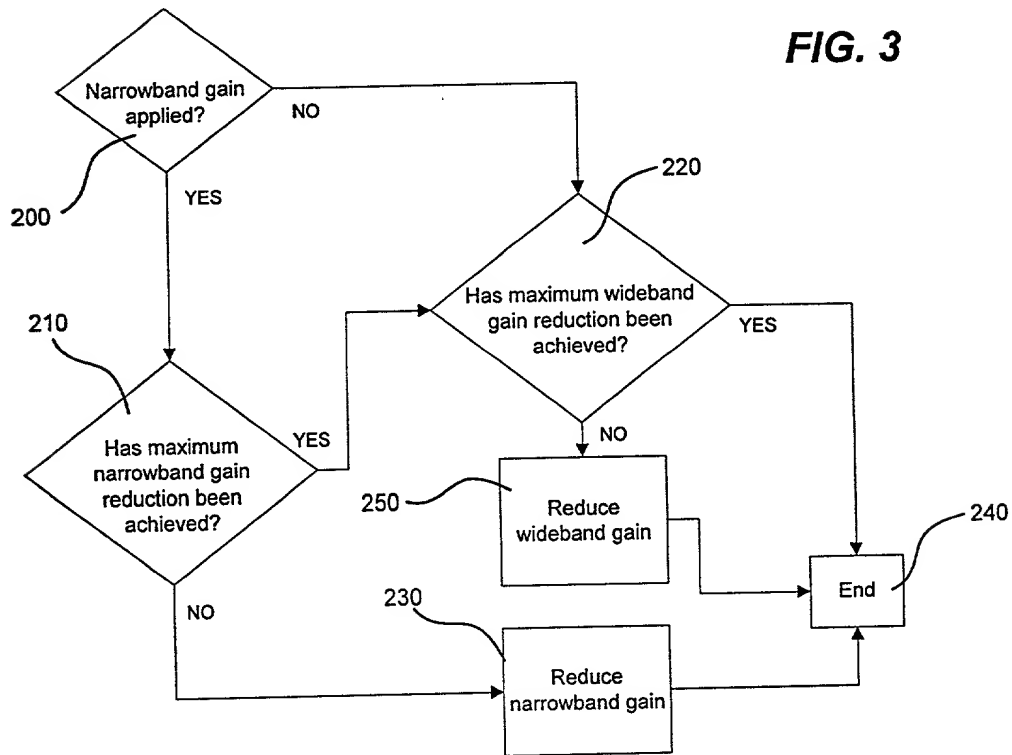 FIG. 3
Narrowband gain
applied?
NO
200
YES
220
Has maximum wideband
gain reduction been
achieved?
YES
210
Has maximum
narrowband gain
reduction been
achieved?
YES
NO
250
Reduce
wideband gain
240
End
NO
230
Reduce
narrowband gain